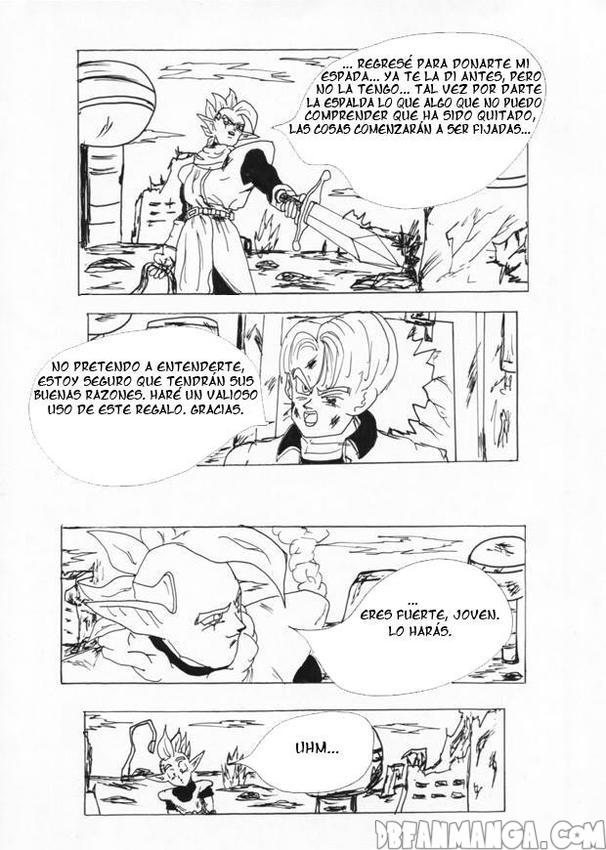 ... REGRESÉ PARA DONARTE MI
ESPADA... YA TE LA DI ANTES, PERO
NO LA TENGO... TAL VEZ POR DARTE
LA ESPALDA LO QUE ALGO QUE NO PUEDO
COMPRENDER QUE HA SIDO QUITADO,
LAS COSAS COMENZARÁN A SER FIJADAS...
NO PRETENDO A ENTENDERTE,
ESTOY SEGURO QUE TENDRÁN SUS
BUENAS RAZONES. HARÉ UN VALIOSO
USO DE ESTE REGALO. GRACIAS.
...
ERES FUERTE, JOVEN.
LO HARÁS.
UHM...
DBFANMANGA.COM